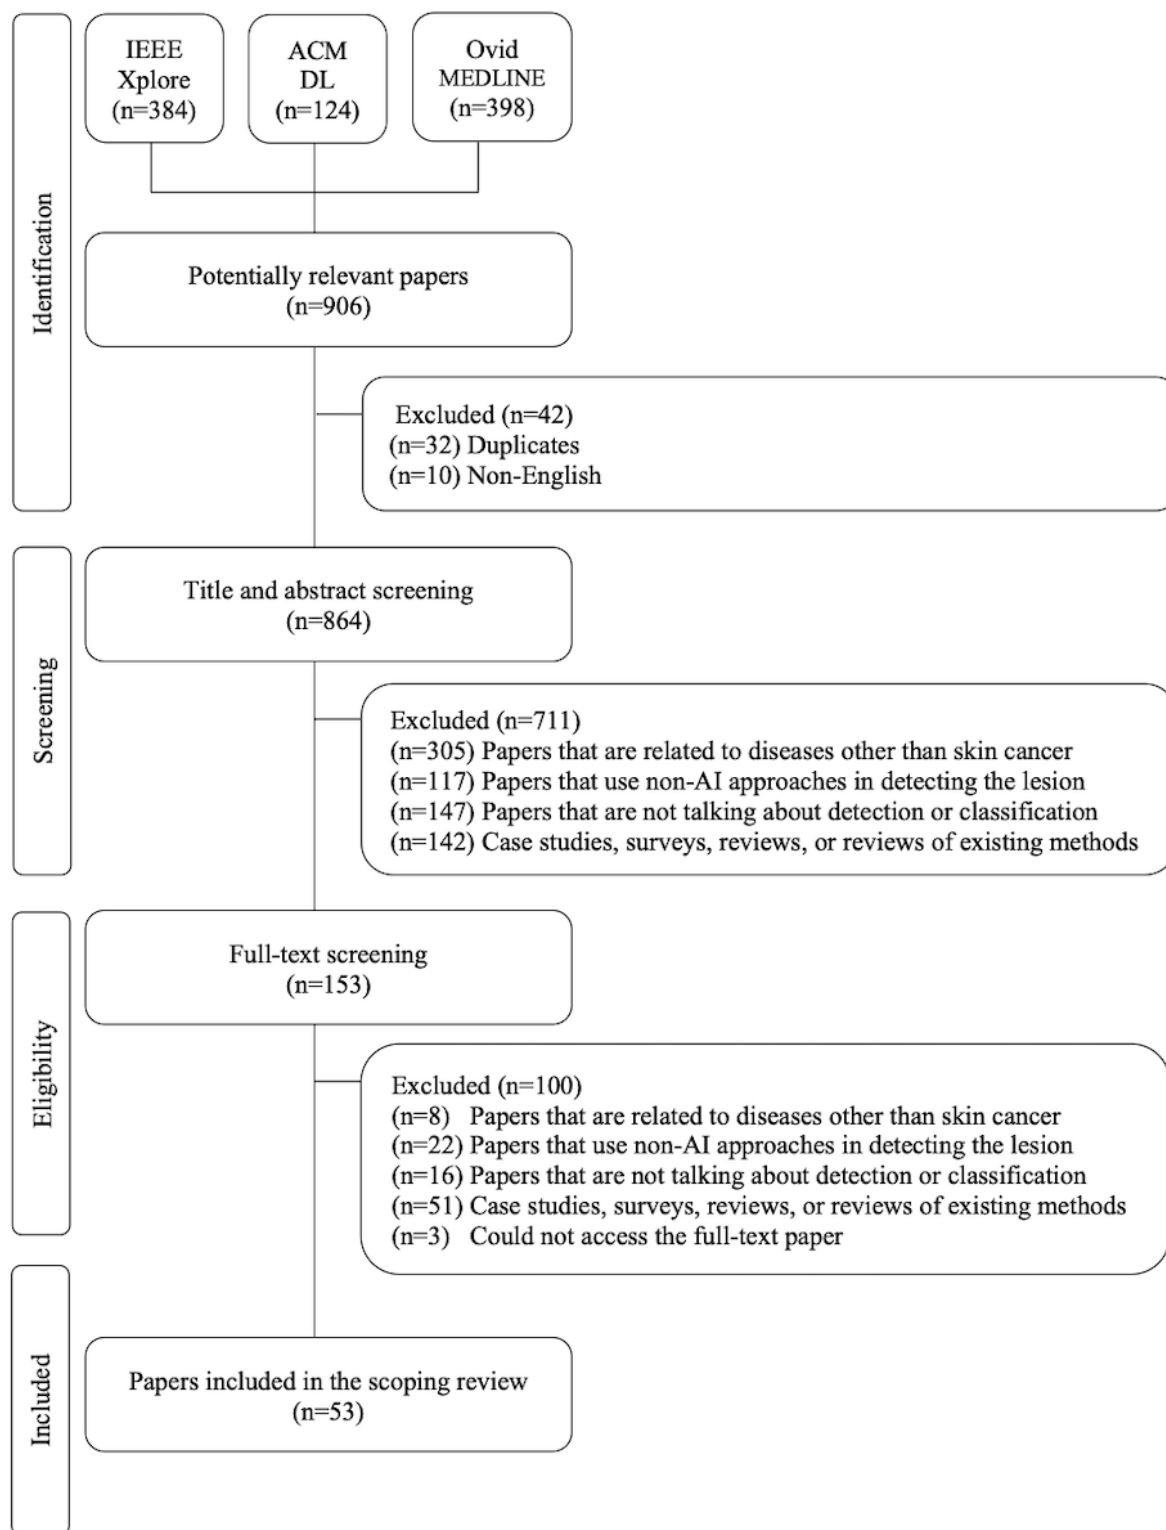 IEEE
Xplore
(n=384)
ACM
DL
(n=124)
Ovid
MEDLINE
(n=398)
Identification
Potentially relevant papers
(n=906)
Excluded (n=42)
(n=32) Duplicates
(n=10) Non-English
Screening
Title and abstract screening
(n=864)
Excluded (n=711)
(n=305) Papers that are related to diseases other than skin cancer
(n=117) Papers that use non-AI approaches in detecting the lesion
(n=147) Papers that are not talking about detection or classification
(n=142) Case studies, surveys, reviews, or reviews of existing methods
Eligibility
Full-text screening
(n=153)
Excluded (n=100)
(n=8) Papers that are related to diseases other than skin cancer
(n=22) Papers that use non-AI approaches in detecting the lesion
(n=16) Papers that are not talking about detection or classification
(n=51) Case studies, surveys, reviews, or reviews of existing methods
(n=3) Could not access the full-text paper
Included
Papers included in the scoping review
(n=53)